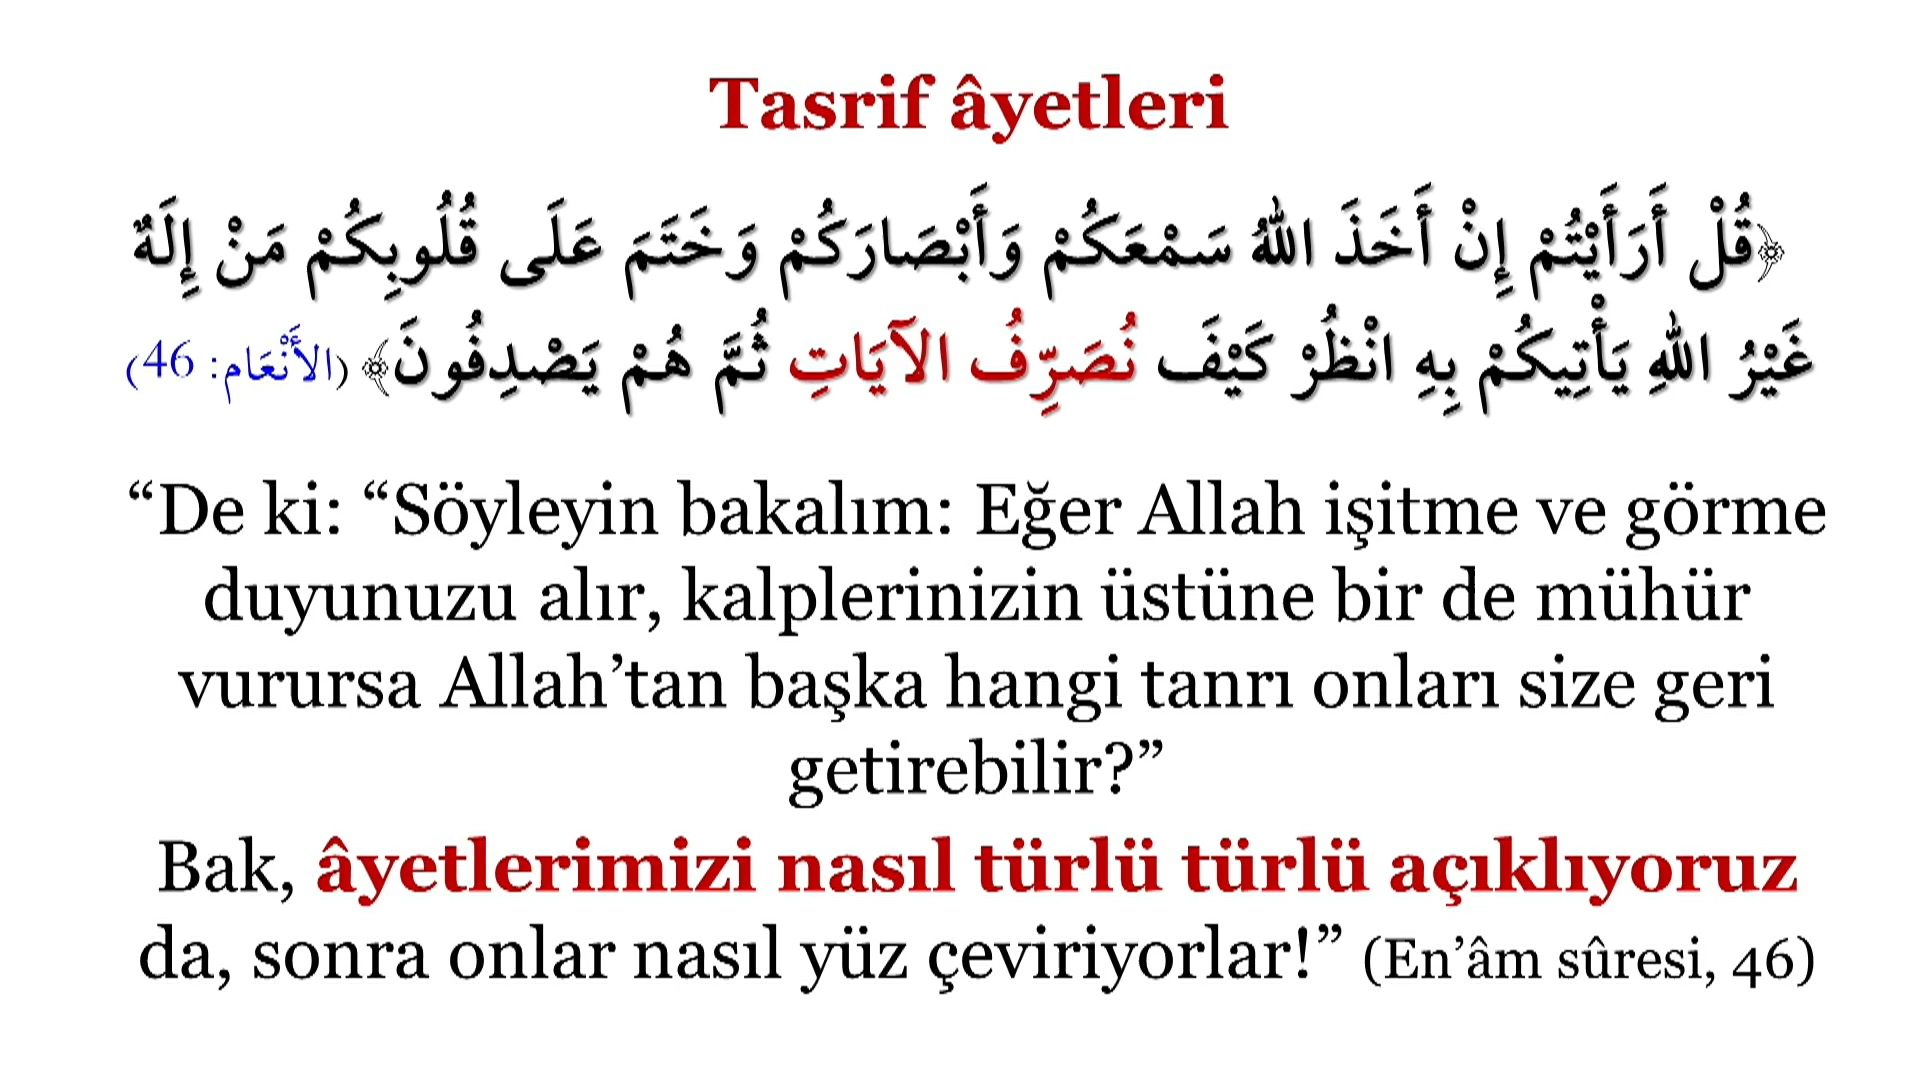 Tasrif âyetleri
﴿قُلْ أَرَأَيْتُمْ إِنْ أَخَذَ اللهُ سَمْعَكُمْ وَأَبْصَارَكُمْ وَخَتَمَ عَلَى قُلُوبِكُمْ مَنْ إِلَهٌ
غَيْرُ اللهِ يَأْتِيكُمْ بِهِ انْظُرْ كَيْفَ نُصَرِّفُ الآيَاتِ ثُمَّ هُمْ يَصْدِفُونَ﴾ (الأَنْعَام: 46)
“De ki: “Söyleyin bakalım: Eğer Allah işitme ve görme
duyunuzu alır, kalplerinizin üstüne bir de mühür
vurursa Allah’tan başka hangi tanrı onları size geri
getirebilir?”
Bak, âyetlerimizi nasıl türlü türlü açıklıyoruz
da, sonra onlar nasıl yüz çeviriyorlar!” (En’âm sûresi, 46)